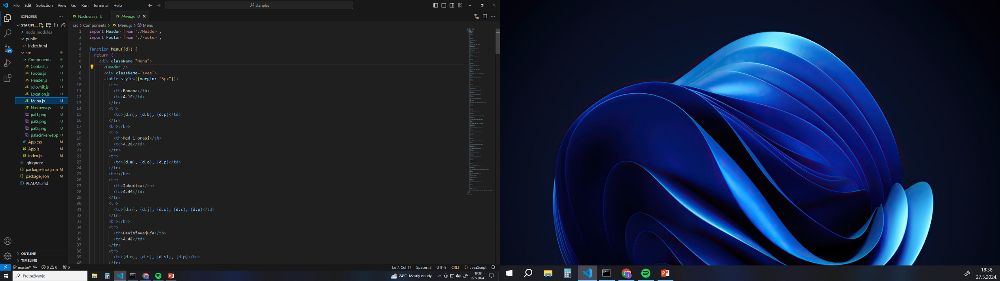 File Edit Selection View Go Run Terminal Help
stariplac
EXPLORER
STARIPL...
node_modules
public
index.html
src
Components
Contact.js U
Footer.js U
Header.js U
Jelovnik.js U
Location.js U
Menu.js U
Naslovna.js U
pal1.png U
pal2.png U
pal3.png U
palacinke.webp U
# App.css M
JS App.js M
JS index.js M
.gitignore
{} package-lock.json M
{} package.json M
README.md
OUTLINE
TIMELINE
26
JS Naslovna.js U
JS Menu.js U
src > Components > JS Menu.js > Menu
1 import Header from './Header';
2 import Footer from './Footer';
3
4 function Menu({d}) {
5 return (
6 <div className="Menu">
7 <Header />
8 <div className='svee'>
9 <table style={{margin: "5px"}}>
10 <tr>
11 <th>Banana</th>
12 <td>4.1€</td>
13 </tr>
14 <tr>
15 <td>{d.n}, {d.b}, {d.p}</td>
16 </tr>
17 <br></br>
18 <tr>
19 <th>Med i orasi</th>
20 <td>4.2€</td>
21 </tr>
22 <tr>
23 <td>{d.m}, {d.o}, {d.p}</td>
24 </tr>
25 <br></br>
26 <tr>
27 <th>Jabučica</th>
28 <td>4.4€</td>
29 </tr>
30 <tr>
31 <td>{d.n}, {d.j}, {d.o}, {d.c}, {d.p}</td>
32 </tr>
33 <br></br>
34 <tr>
35 <th>Osvježavajuća</th>
36 <td>4.4€</td>
37 </tr>
38 <tr>
39 <td>{d.n}, {d.s}, {d.sl}, {d.p}</td>
40 </tr>
master* 0 0 0
Ln 7, Col 17 Spaces: 2 UTF-8 CRLF {} JavaScript
Pretraživanje
24°C Mostly cloudy
18:38
27.5.2024.
18:38
27.5.2024.